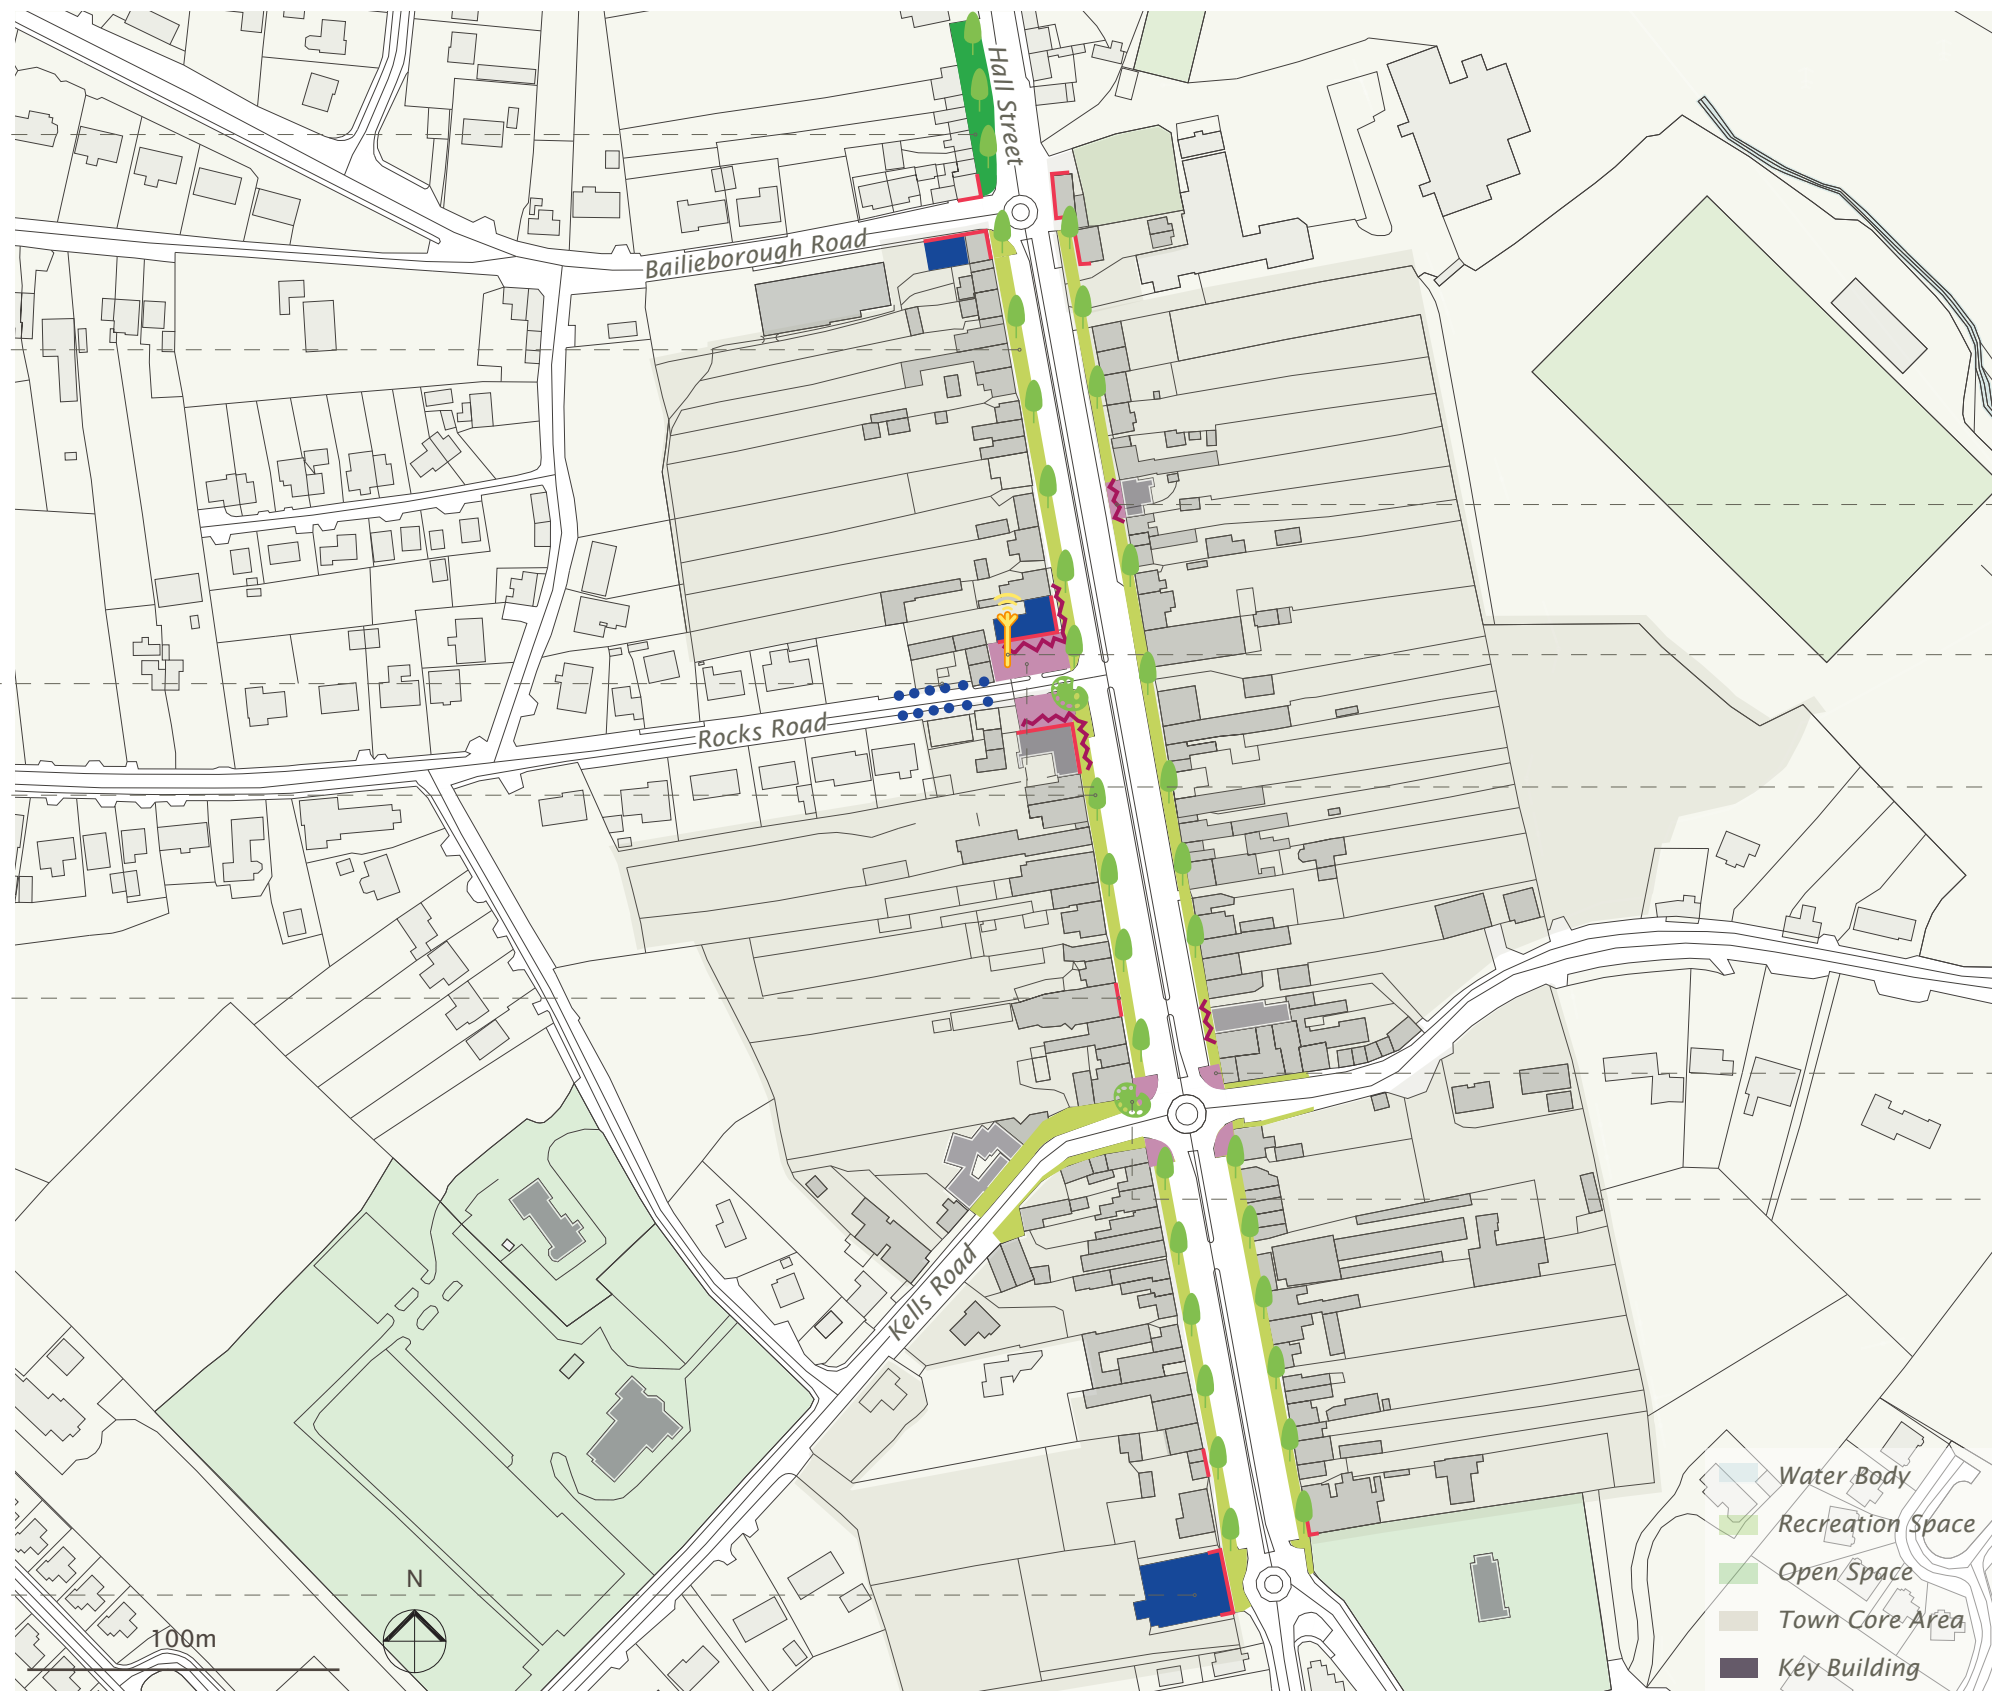 Hall Street
Bailieborough Road
Rocks Road
Kells Road
N
100m
Water Body
Recreation Space
Open Space
Town Core Area
Key Building